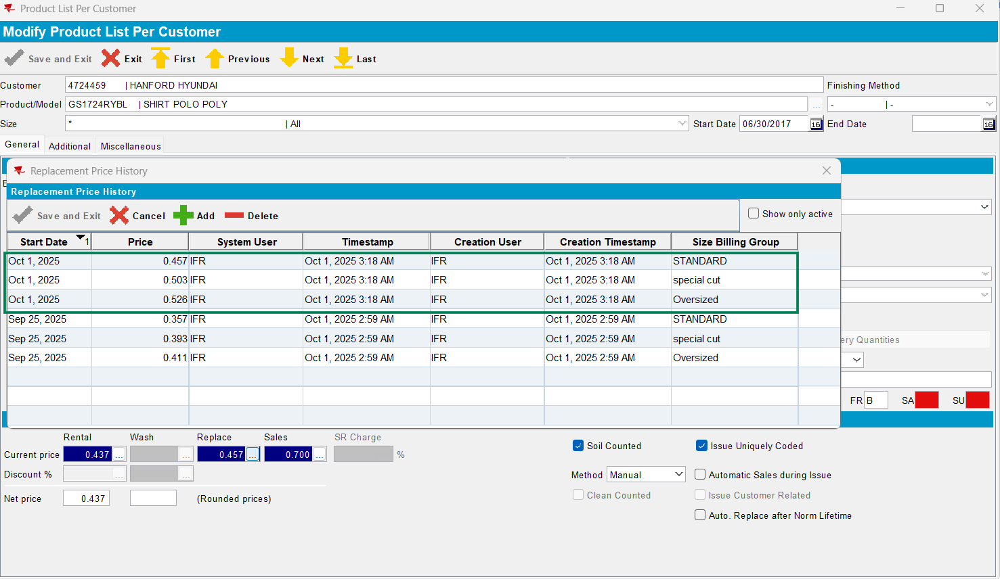 Product List Per Customer
Modify Product List Per Customer
Save and Exit Exit First Previous Next Last
Customer 4724459 | HANFORD HYUNDAI Finishing Method
Product/Model GS1724RYBL | SHIRT POLO POLY ... - | -
Size * | All Start Date 06/30/2017 16 End Date 16
General Additional Miscellaneous
Replacement Price History
Replacement Price History
Save and Exit Cancel Add Delete Show only active
Start Date 1 Price System User Timestamp Creation User Creation Timestamp Size Billing Group
Oct 1, 2025 0.457 IFR Oct 1, 2025 3:18 AM IFR Oct 1, 2025 3:18 AM STANDARD
Oct 1, 2025 0.503 IFR Oct 1, 2025 3:18 AM IFR Oct 1, 2025 3:18 AM special cut
Oct 1, 2025 0.526 IFR Oct 1, 2025 3:18 AM IFR Oct 1, 2025 3:18 AM Oversized
Sep 25, 2025 0.357 IFR Oct 1, 2025 2:59 AM IFR Oct 1, 2025 2:59 AM STANDARD
Sep 25, 2025 0.393 IFR Oct 1, 2025 2:59 AM IFR Oct 1, 2025 2:59 AM special cut
Sep 25, 2025 0.411 IFR Oct 1, 2025 2:59 AM IFR Oct 1, 2025 2:59 AM Oversized
ery Quantities
FR B SA SU
Rental Wash Replace Sales SR Charge
Current price 0.437 ... ... 0.457 ... 0.700 ... %
Discount % ... ...
Net price 0.437 (Rounded prices)
Soil Counted Issue Uniquely Coded
Method Manual Automatic Sales during Issue
Clean Counted Issue Customer Related
Auto. Replace after Norm Lifetime